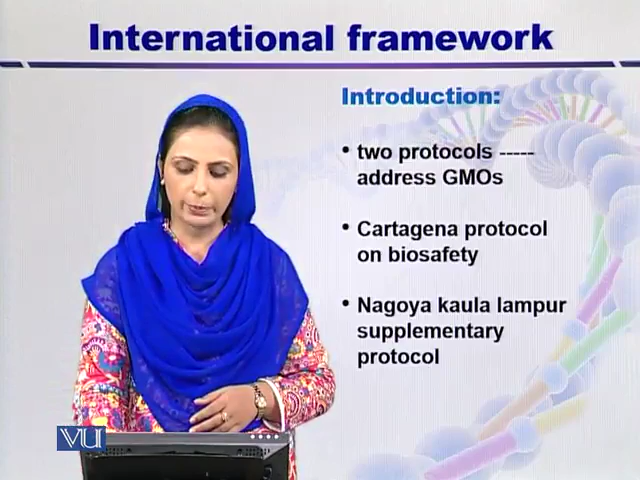 International framework
Introduction:
• two protocols -----
address GMOs
• Cartagena protocol
on biosafety
• Nagoya kaula lampur
supplementary
protocol
VU